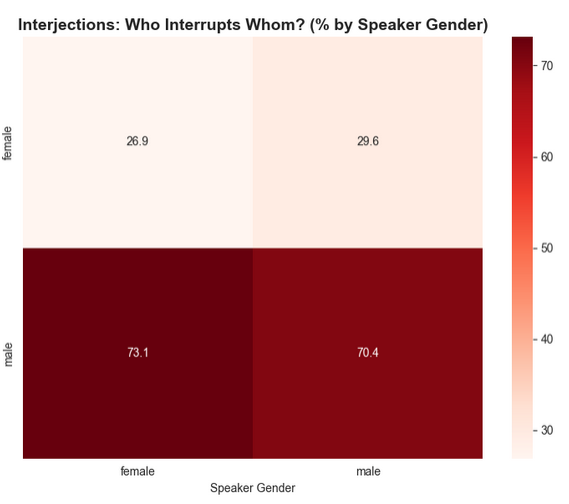 Interjections: Who Interrupts Whom? (% by Speaker Gender)
70
female
26.9
29.6
60
50
40
male
73.1
70.4
30
female
male
Speaker Gender